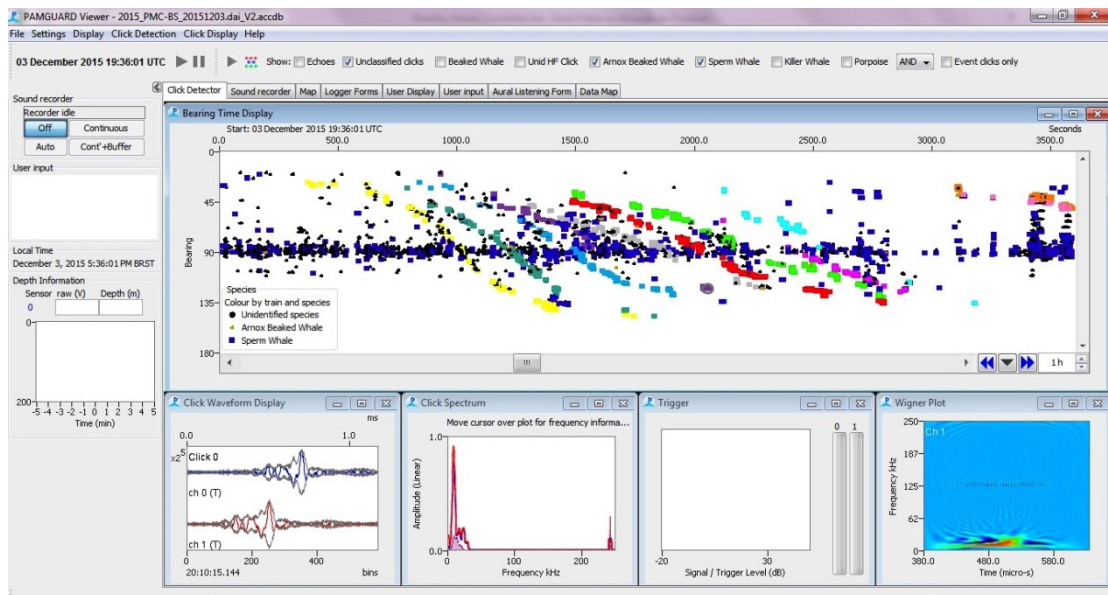 PAMGUARD Viewer - 2015_PMC-BS_20151203.dai_V2.accdb
File Settings Display Click Detection Click Display Help
03 December 2015 19:36:01 UTC Show: Echoes Unclassified clicks Beaked Whale Unid HF Click Arnox Beaked Whale Sperm Whale Killer Whale Porpoise AND Event clicks only
Click Detector Sound recorder Map Logger Forms User Display User input Aural Listening Form Data Map
Sound recorder
Recorder idle
Off Continuous
Auto Cont'+Buffer
User input
Local Time
December 3, 2015 5:36:01 PM BRST
Depth Information
Sensor raw (V) Depth (m)
0
0
200
-5 -4 -3 -2 -1 0 1 2 3 4 5
Time (min)
Bearing Time Display
Start: 03 December 2015 19:36:01 UTC Seconds
0.0 500.0 1000.0 1500.0 2000.0 2500.0 3000.0 3500.0
0
45
90
135
180
Bearing
Species
Colour by train and species
Unidentified species
Arnox Beaked Whale
Sperm Whale
1 h
Click Waveform Display
ms
0.0 1.0
x2^5
Click 0
ch 0 (T)
ch 1 (T)
0 200 400
20:10:15.144 bins
Click Spectrum
Move cursor over plot for frequency informa...
1.0
0.0
Amplitude (Linear)
0 100 200
Frequency kHz
Trigger
0 1
-20 30
Signal / Trigger Level (dB)
Wigner Plot
Ch 1
250
187
125
62
0
Frequency kHz
380.0 480.0 580.0
Time (micro-s)